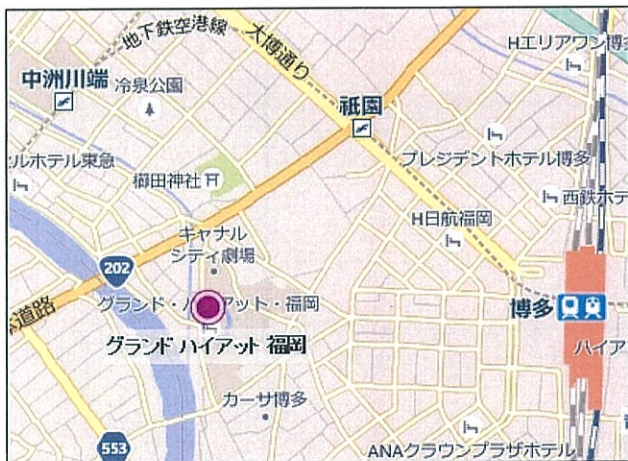 地下鉄空港線
大博通り
Hエリアワン博多
中洲川端
冷泉公園
祇園
ルホテル東急
櫛田神社
プレジデントホテル博多
西鉄ホテ
H日航福岡
キャナル
シティ劇場
202
グランド・ハイアット・福岡
博多
道路
グランド ハイアット 福岡
ハイア
カーサ博多
553
ANAクラウンプラザホテル